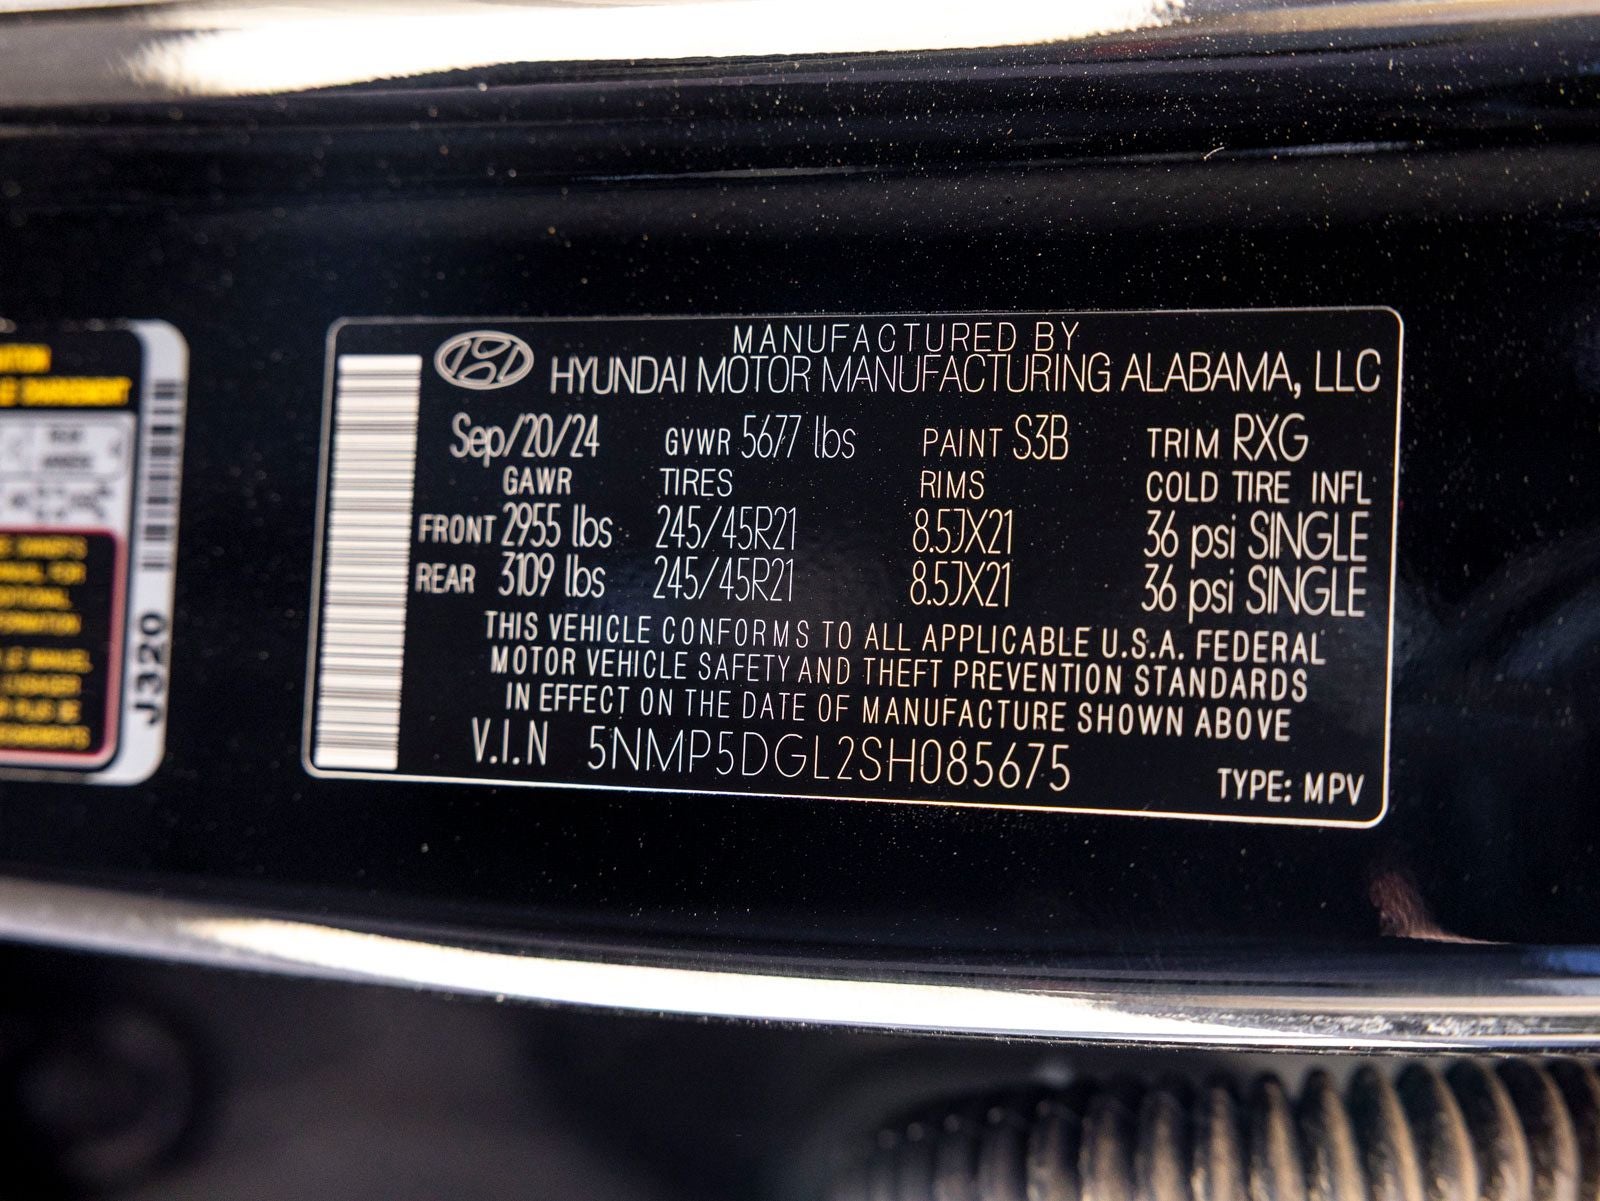 MANUFACTURED BY
HYUNDAI MOTOR MANUFACTURING ALABAMA, LLC
Sep/20/24 GVWR 5677 lbs PAINT S3B TRIM RXG
GAWR TIRES RIMS COLD TIRE INFL
FRONT 2955 lbs 245/45R21 8.5JX21 36 psi SINGLE
REAR 3109 lbs 245/45R21 8.5JX21 36 psi SINGLE
THIS VEHICLE CONFORMS TO ALL APPLICABLE U.S.A. FEDERAL
MOTOR VEHICLE SAFETY AND THEFT PREVENTION STANDARDS
IN EFFECT ON THE DATE OF MANUFACTURE SHOWN ABOVE
V.I.N 5NMP5DGL2SH085675
TYPE: MPV
J320